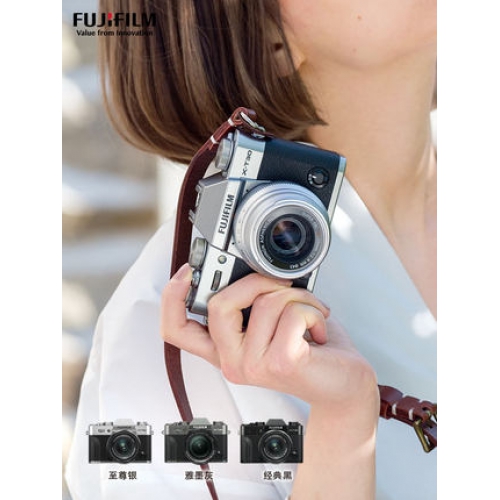 FUJIFILM
Value from Innovation
X-T30
FUJIFILM
至尊银
雅墨灰
经典黑